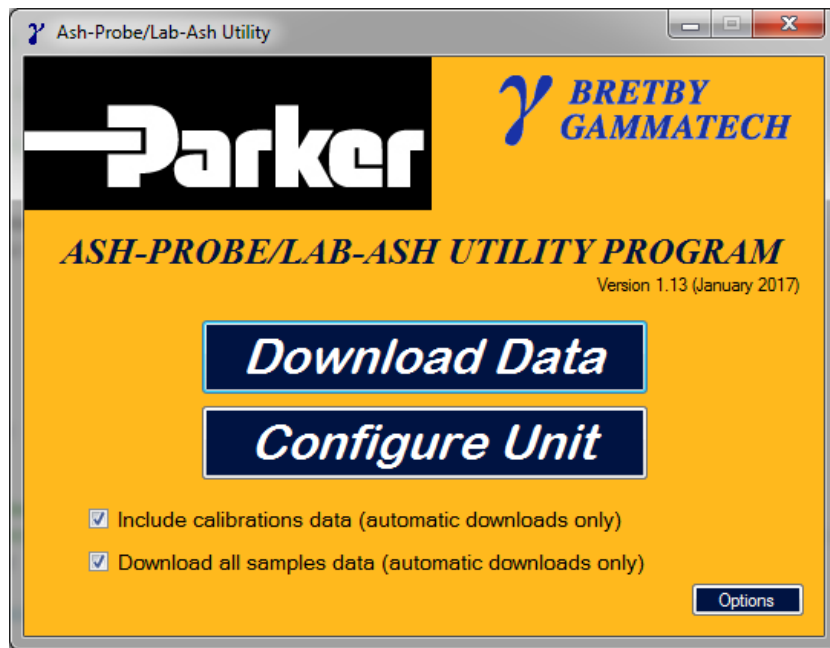 Ash-Probe/Lab-Ash Utility
Parker
γ BRETBY
GAMMATECH
ASH-PROBE/LAB-ASH UTILITY PROGRAM
Version 1.13 (January 2017)
Download Data
Configure Unit
Include calibrations data (automatic downloads only)
Download all samples data (automatic downloads only)
Options